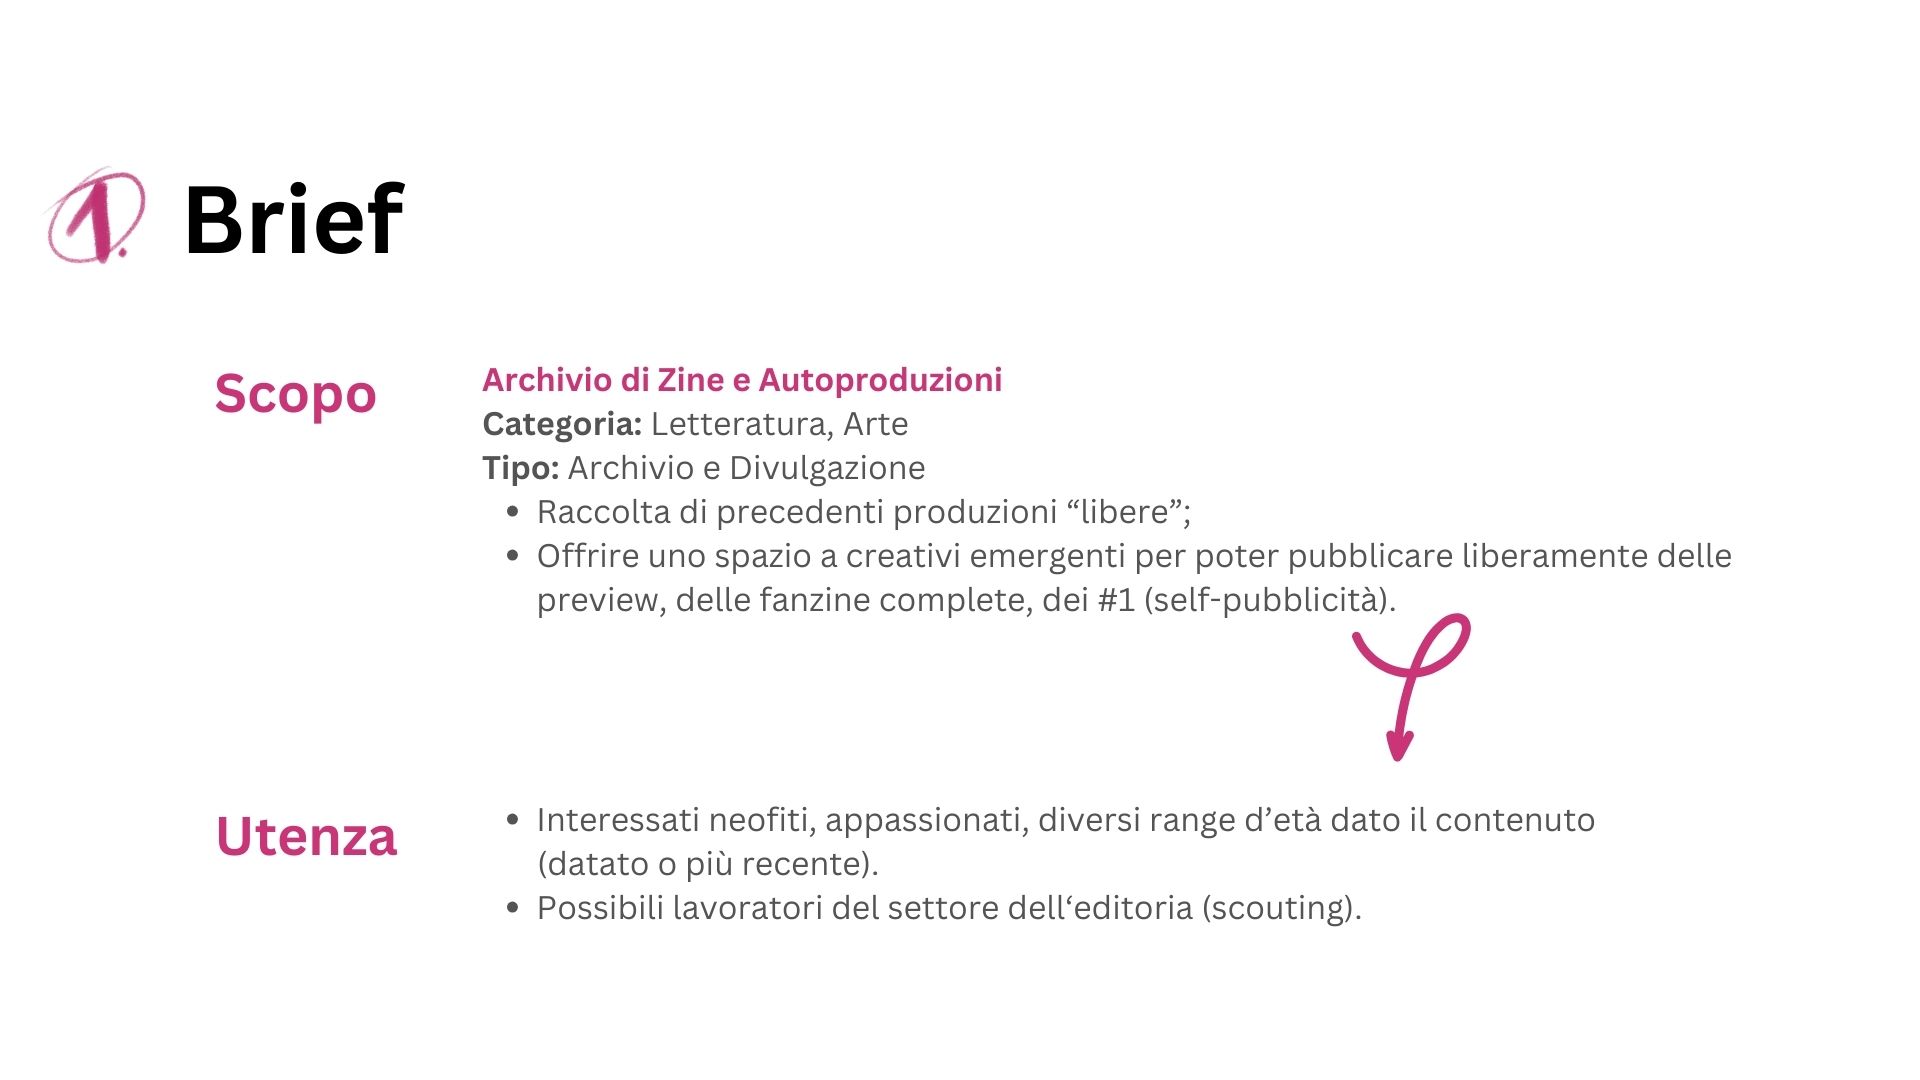 1. Brief
Scopo
Archivio di Zine e Autoproduzioni
Categoria: Letteratura, Arte
Tipo: Archivio e Divulgazione
• Raccolta di precedenti produzioni “libere”;
• Offrire uno spazio a creativi emergenti per poter pubblicare liberamente delle
preview, delle fanzine complete, dei #1 (self-pubblicità).
Utenza
• Interessati neofiti, appassionati, diversi range d’età dato il contenuto
(datato o più recente).
• Possibili lavoratori del settore dell‘editoria (scouting).